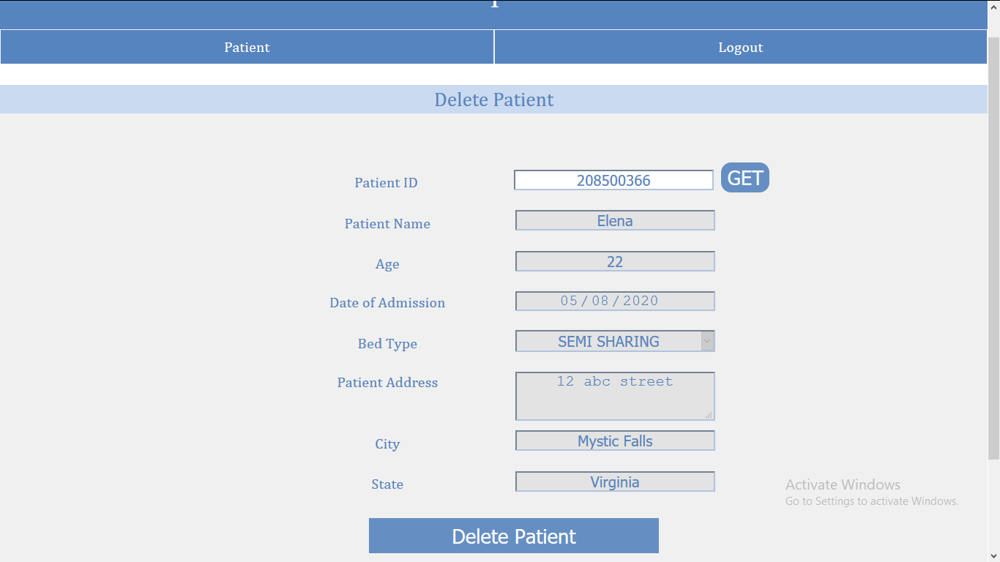 Patient
Logout
Delete Patient
Patient ID
208500366
GET
Patient Name
Elena
Age
22
Date of Admission
05/08/2020
Bed Type
SEMI SHARING
Patient Address
12 abc street
City
Mystic Falls
State
Virginia
Activate Windows
Go to Settings to activate Windows.
Delete Patient